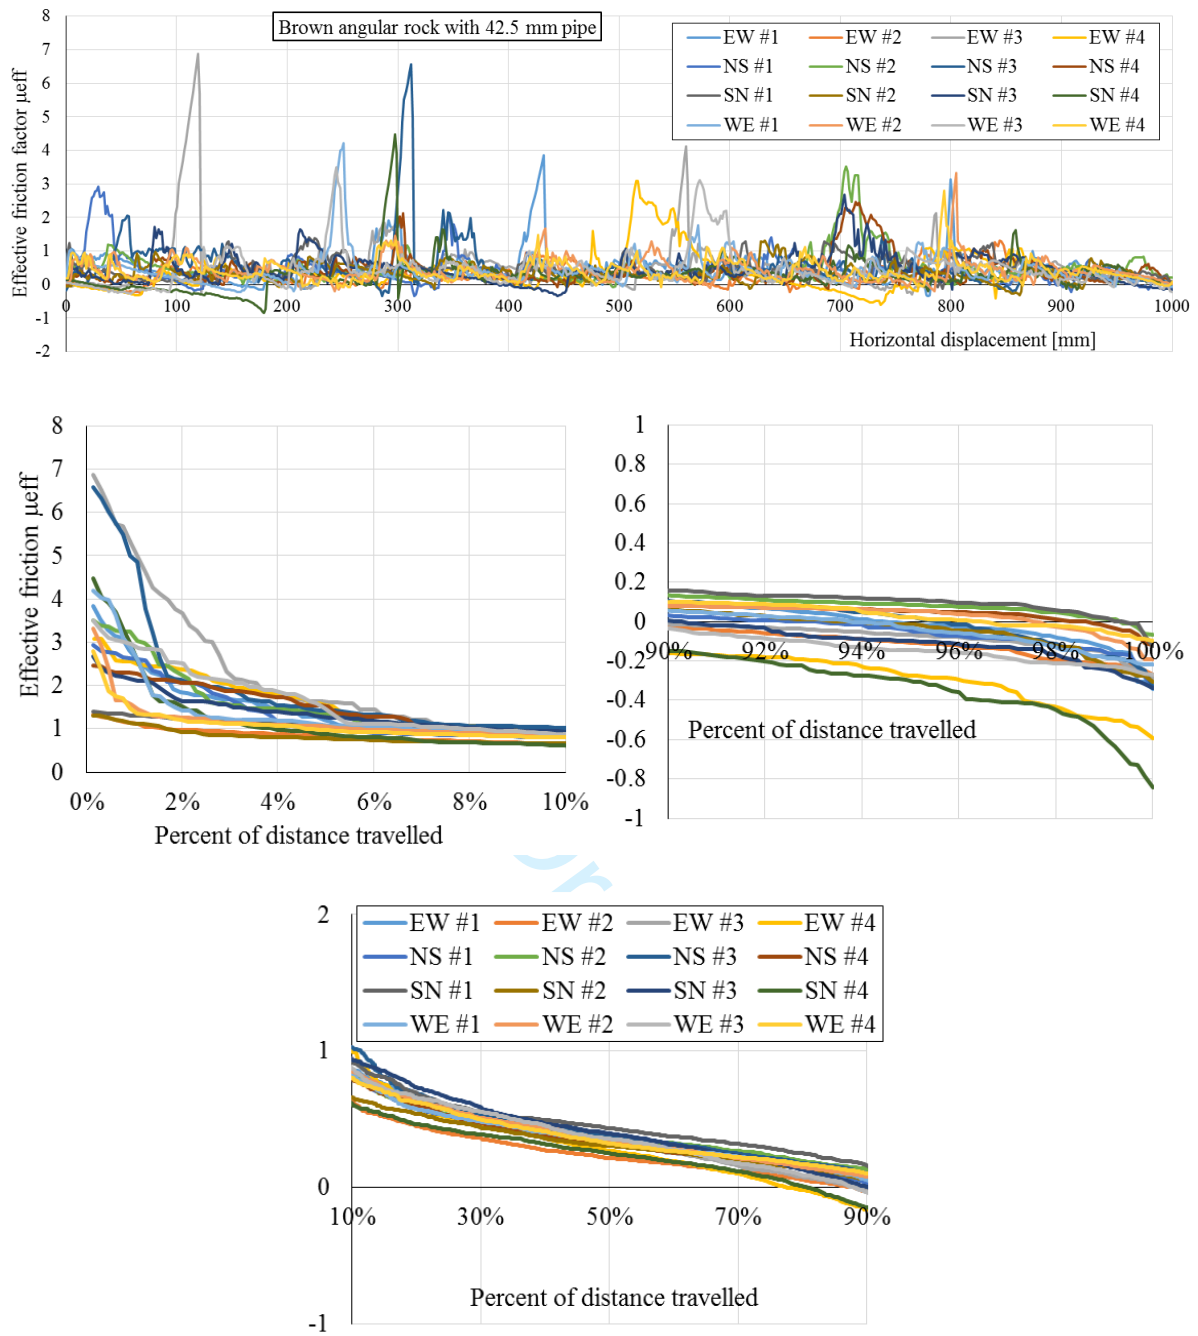 Brown angular rock with 42.5 mm pipe
EW #1 EW #2 EW #3 EW #4
NS #1 NS #2 NS #3 NS #4
SN #1 SN #2 SN #3 SN #4
WE #1 WE #2 WE #3 WE #4
Effective friction factor µeff
8
7
6
5
4
3
2
1
0
-1
-2
0 100 200 300 400 500 600 700 800 900 1000
Horizontal displacement [mm]
Effective friction µeff
8
7
6
5
4
3
2
1
0
0% 2% 4% 6% 8% 10%
Percent of distance travelled
1
0.8
0.6
0.4
0.2
0
-0.2
-0.4
-0.6
-0.8
-1
90% 92% 94% 96% 98% 100%
Percent of distance travelled
EW #1 EW #2 EW #3 EW #4
NS #1 NS #2 NS #3 NS #4
SN #1 SN #2 SN #3 SN #4
WE #1 WE #2 WE #3 WE #4
2
1
0
-1
10% 30% 50% 70% 90%
Percent of distance travelled